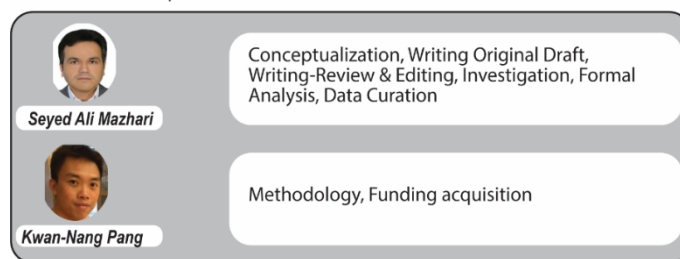 Conceptualization, Writing Original Draft,
Writing-Review & Editing, Investigation, Formal
Analysis, Data Curation
Seyed Ali Mazhari
Methodology, Funding acquisition
Kwan-Nang Pang